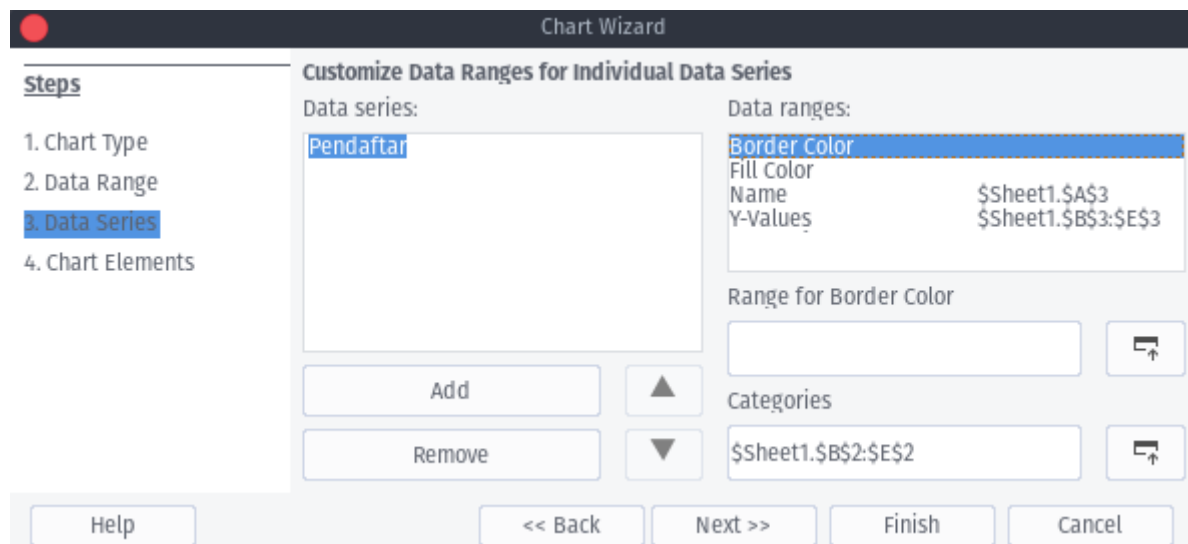 Chart Wizard
Steps
1. Chart Type
2. Data Range
3. Data Series
4. Chart Elements
Customize Data Ranges for Individual Data Series
Data series:
Pendaftar
Add
Remove
Data ranges:
Border Color
Fill Color
Name $Sheet1.$A$3
Y-Values $Sheet1.$B$3:$E$3
Range for Border Color
Categories
$Sheet1.$B$2:$E$2
Help << Back Next >> Finish Cancel